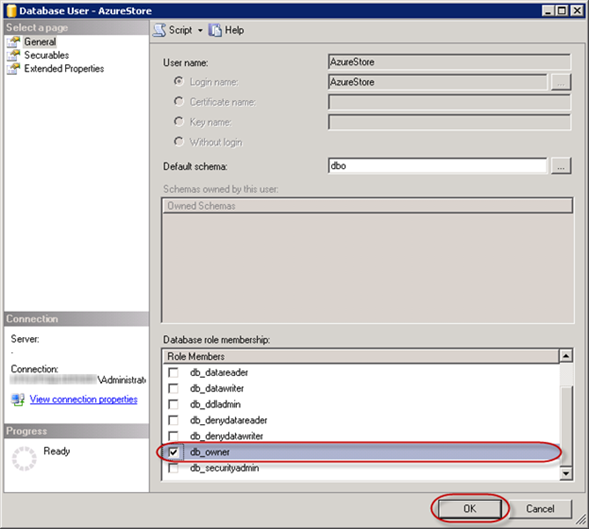 Database User - AzureStore
Select a page
General
Securables
Extended Properties
Script
Help
User name:
AzureStore
Login name:
AzureStore
...
Certificate name:
Key name:
Without login
Default schema:
dbo
...
Schemas owned by this user:
Owned Schemas
Database role membership:
Role Members
db_datareader
db_datawriter
db_ddladmin
db_denydatareader
db_denydatawriter
db_owner
db_securityadmin
Connection
Server:
.
Connection:
\Administrato
View connection properties
Progress
Ready
OK
Cancel